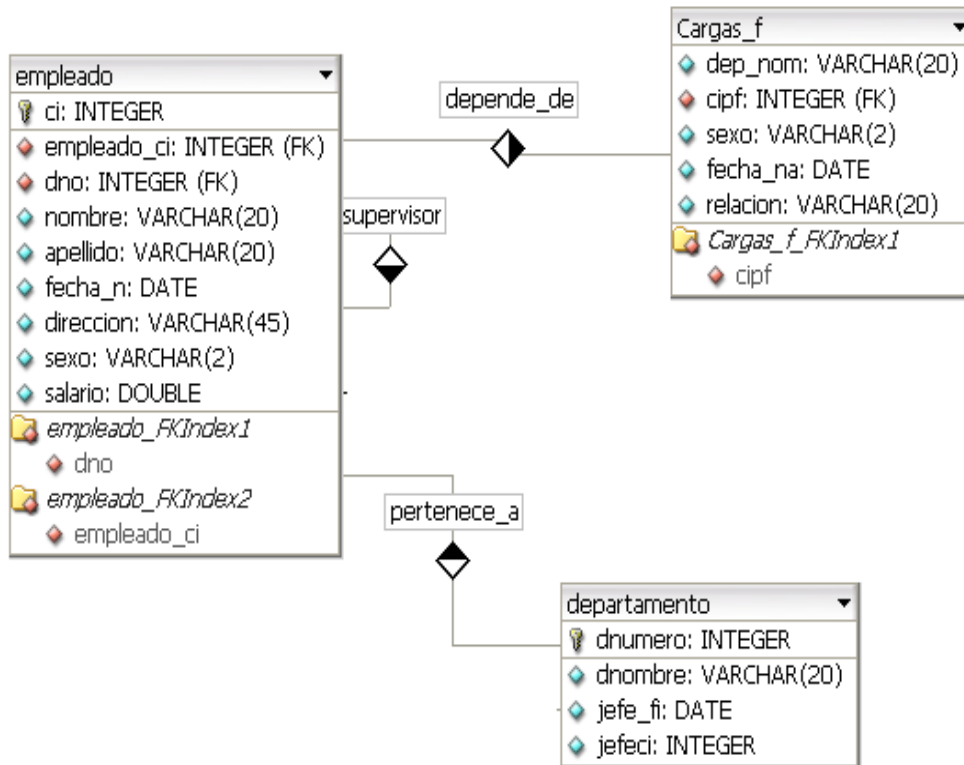 empleado
ci: INTEGER
empleado_ci: INTEGER (FK)
dno: INTEGER (FK)
nombre: VARCHAR(20)
apellido: VARCHAR(20)
fecha_n: DATE
direccion: VARCHAR(45)
sexo: VARCHAR(2)
salario: DOUBLE
empleado_FKIndex1
dno
empleado_FKIndex2
empleado_ci
depende_de
supervisor
pertenece_a
Cargas_f
dep_nom: VARCHAR(20)
cipf: INTEGER (FK)
sexo: VARCHAR(2)
fecha_na: DATE
relacion: VARCHAR(20)
Cargas_f_FKIndex1
cipf
departamento
dnumero: INTEGER
dnombre: VARCHAR(20)
jefe_fi: DATE
jefeci: INTEGER